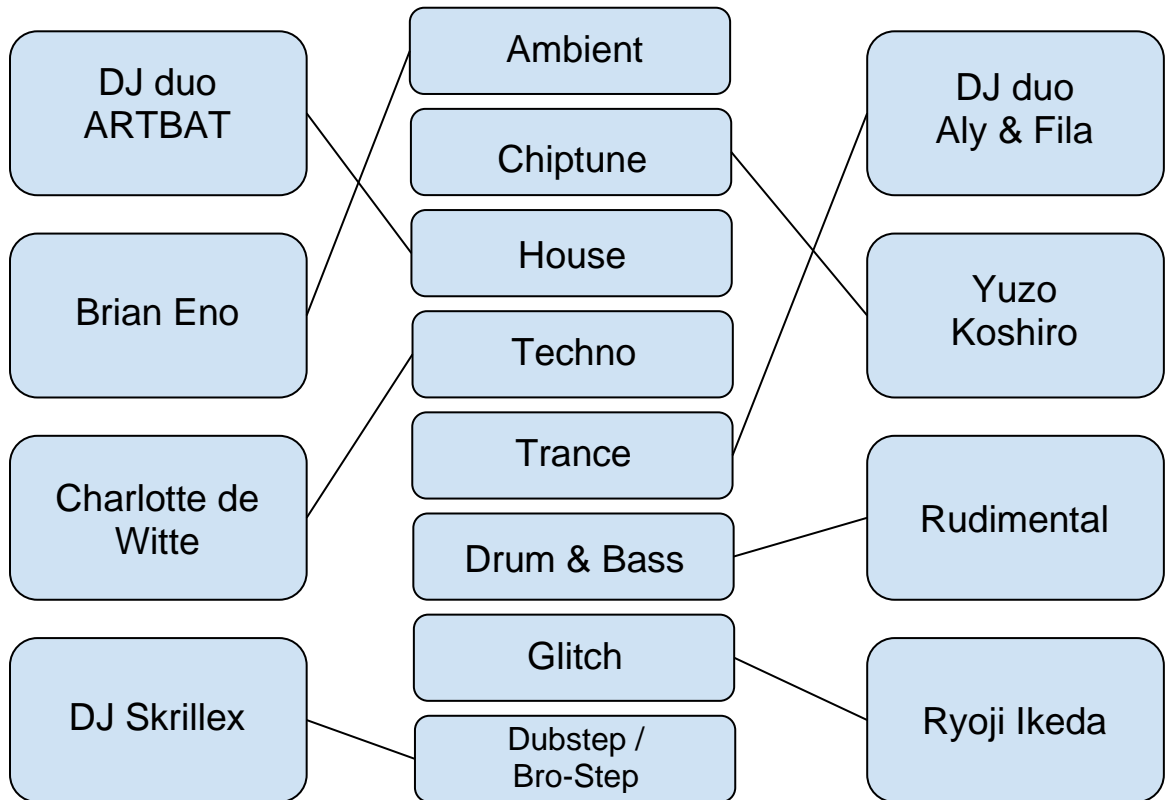 DJ duo
ARTBAT
Brian Eno
Charlotte de
Witte
DJ Skrillex
Ambient
Chiptune
House
Techno
Trance
Drum & Bass
Glitch
Dubstep /
Bro-Step
DJ duo
Aly & Fila
Yuzo
Koshiro
Rudimental
Ryoji Ikeda